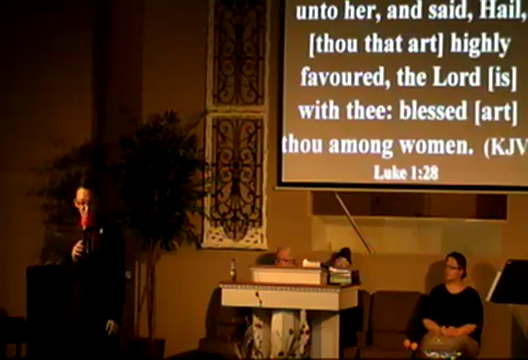 unto her, and said, Hail,
[thou that art] highly
favoured, the Lord [is]
with thee: blessed [art]
thou among women. (KJV
Luke 1:28